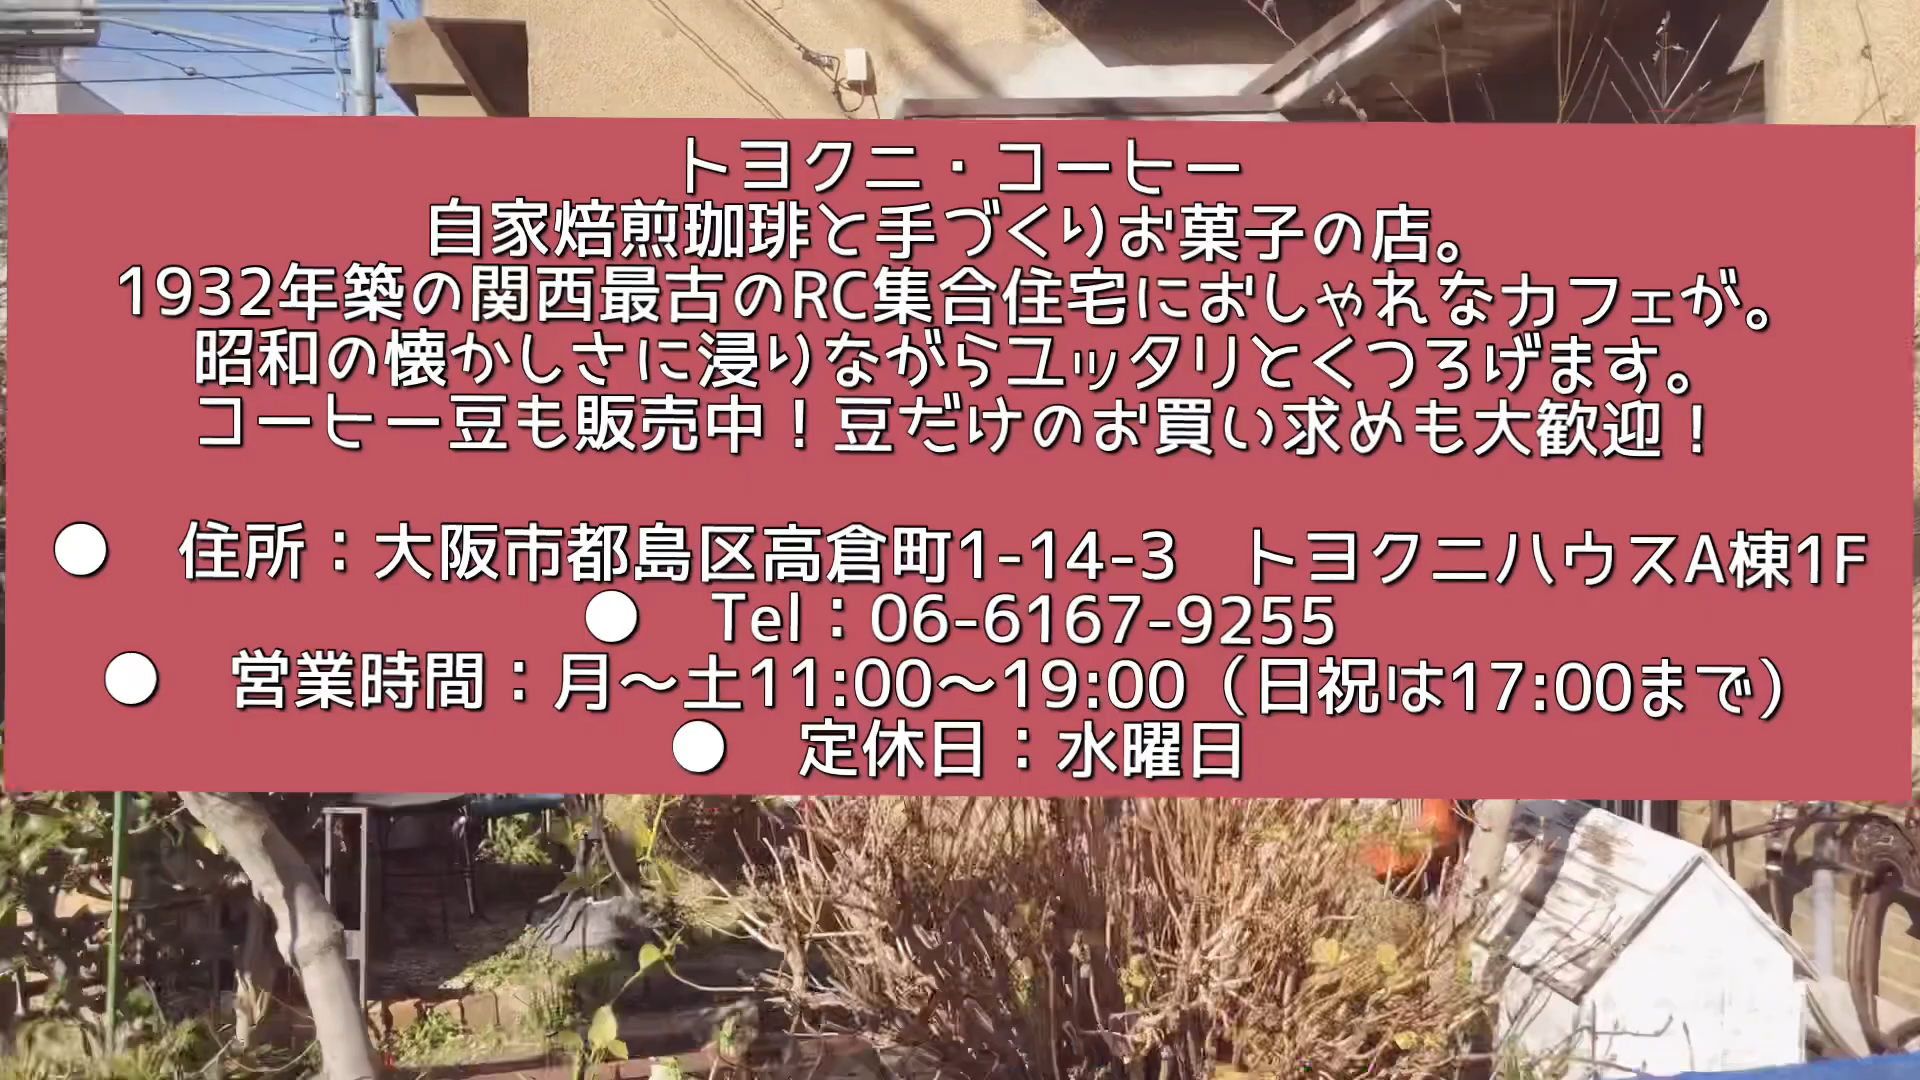 トヨクニ・コーヒー
自家焙煎珈琲と手づくりお菓子の店。
1932年築の関西最古のRC集合住宅におしゃれなカフェが。
昭和の懐かしさに浸りながらユッタリとくつろげます。
コーヒー豆も販売中！豆だけのお買い求めも大歓迎！
●　住所：大阪市都島区高倉町1-14-3　トヨクニハウスA棟1F
●　Tel：06-6167-9255
●　営業時間：月～土11:00～19:00（日祝は17:00まで）
●　定休日：水曜日